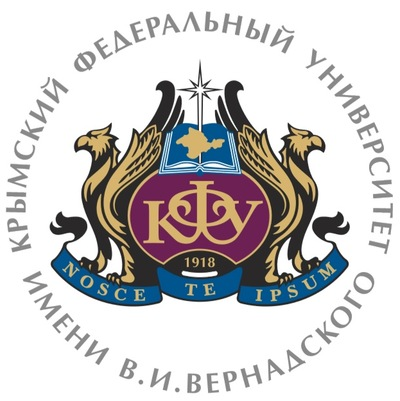 КРЫМСКИЙ ФЕДЕРАЛЬНЫЙ УНИВЕРСИТЕТ
ИМЕНИ В.И.ВЕРНАДСКОГО
КФУ
1918
NOSCE TE IPSUM